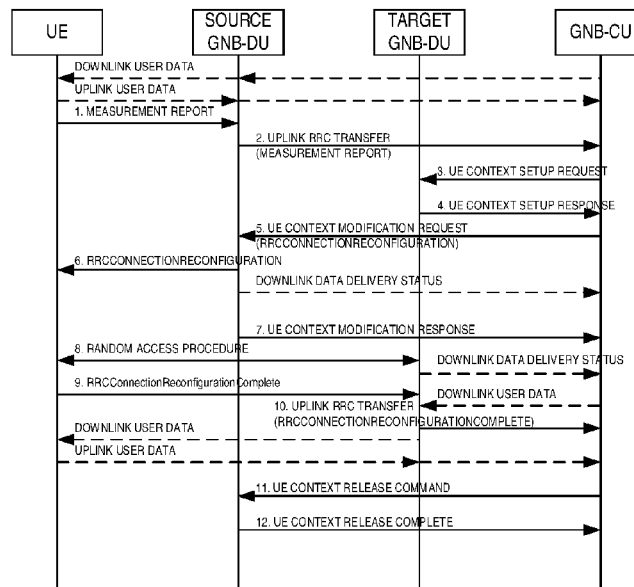 UE
SOURCE
GNB-DU
TARGET
GNB-DU
GNB-CU
DOWNLINK USER DATA
UPLINK USER DATA
1. MEASUREMENT REPORT
2. UPLINK RRC TRANSFER
(MEASUREMENT REPORT)
3. UE CONTEXT SETUP REQUEST
4. UE CONTEXT SETUP RESPONSE
5. UE CONTEXT MODIFICATION REQUEST
(RRCCONNECTIONRECONFIGURATION)
6. RRCCONNECTIONRECONFIGURATION
DOWNLINK DATA DELIVERY STATUS
7. UE CONTEXT MODIFICATION RESPONSE
8. RANDOM ACCESS PROCEDURE
DOWNLINK DATA DELIVERY STATUS
9. RRCConnectionReconfigurationComplete
DOWNLINK USER DATA
10. UPLINK RRC TRANSFER
(RRCCONNECTIONRECONFIGURATIONCOMPLETE)
DOWNLINK USER DATA
UPLINK USER DATA
11. UE CONTEXT RELEASE COMMAND
12. UE CONTEXT RELEASE COMPLETE